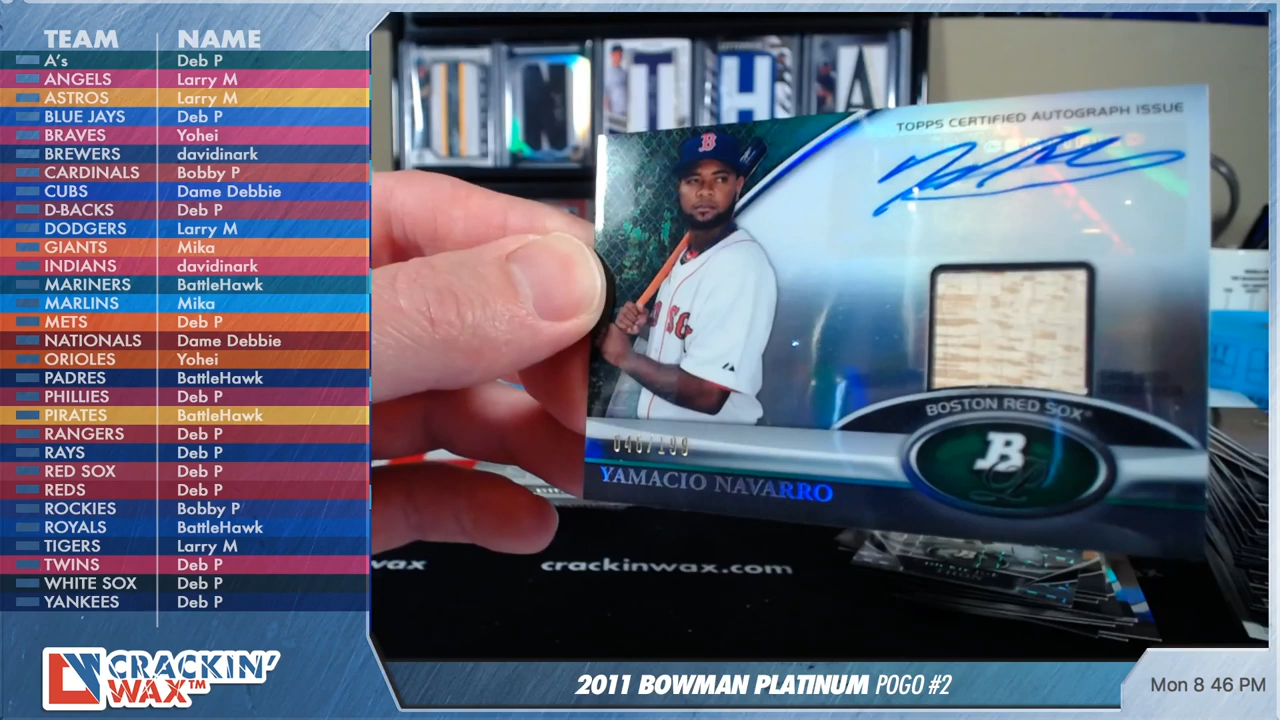 TEAM NAME
A's Deb P
ANGELS Larry M
ASTROS Larry M
BLUE JAYS Deb P
BRAVES Yohei
BREWERS davidinark
CARDINALS Bobby P
CUBS Dame Debbie
D-BACKS Deb P
DODGERS Larry M
GIANTS Mika
INDIANS davidinark
MARINERS BattleHawk
MARLINS Mika
METS Deb P
NATIONALS Dame Debbie
ORIOLES Yohei
PADRES BattleHawk
PHILLIES Deb P
PIRATES BattleHawk
RANGERS Deb P
RAYS Deb P
RED SOX Deb P
REDS Deb P
ROCKIES Bobby P
ROYALS BattleHawk
TIGERS Larry M
TWINS Deb P
WHITE SOX Deb P
YANKEES Deb P
CRACKIN'
WAX™
TOPPS CERTIFIED AUTOGRAPH ISSUE
B
BOSTON RED SOX®
B
P
YAMACIO NAVARRO
wax
crackinwax.com
2011 BOWMAN PLATINUM POGO #2
Mon 8 46 PM